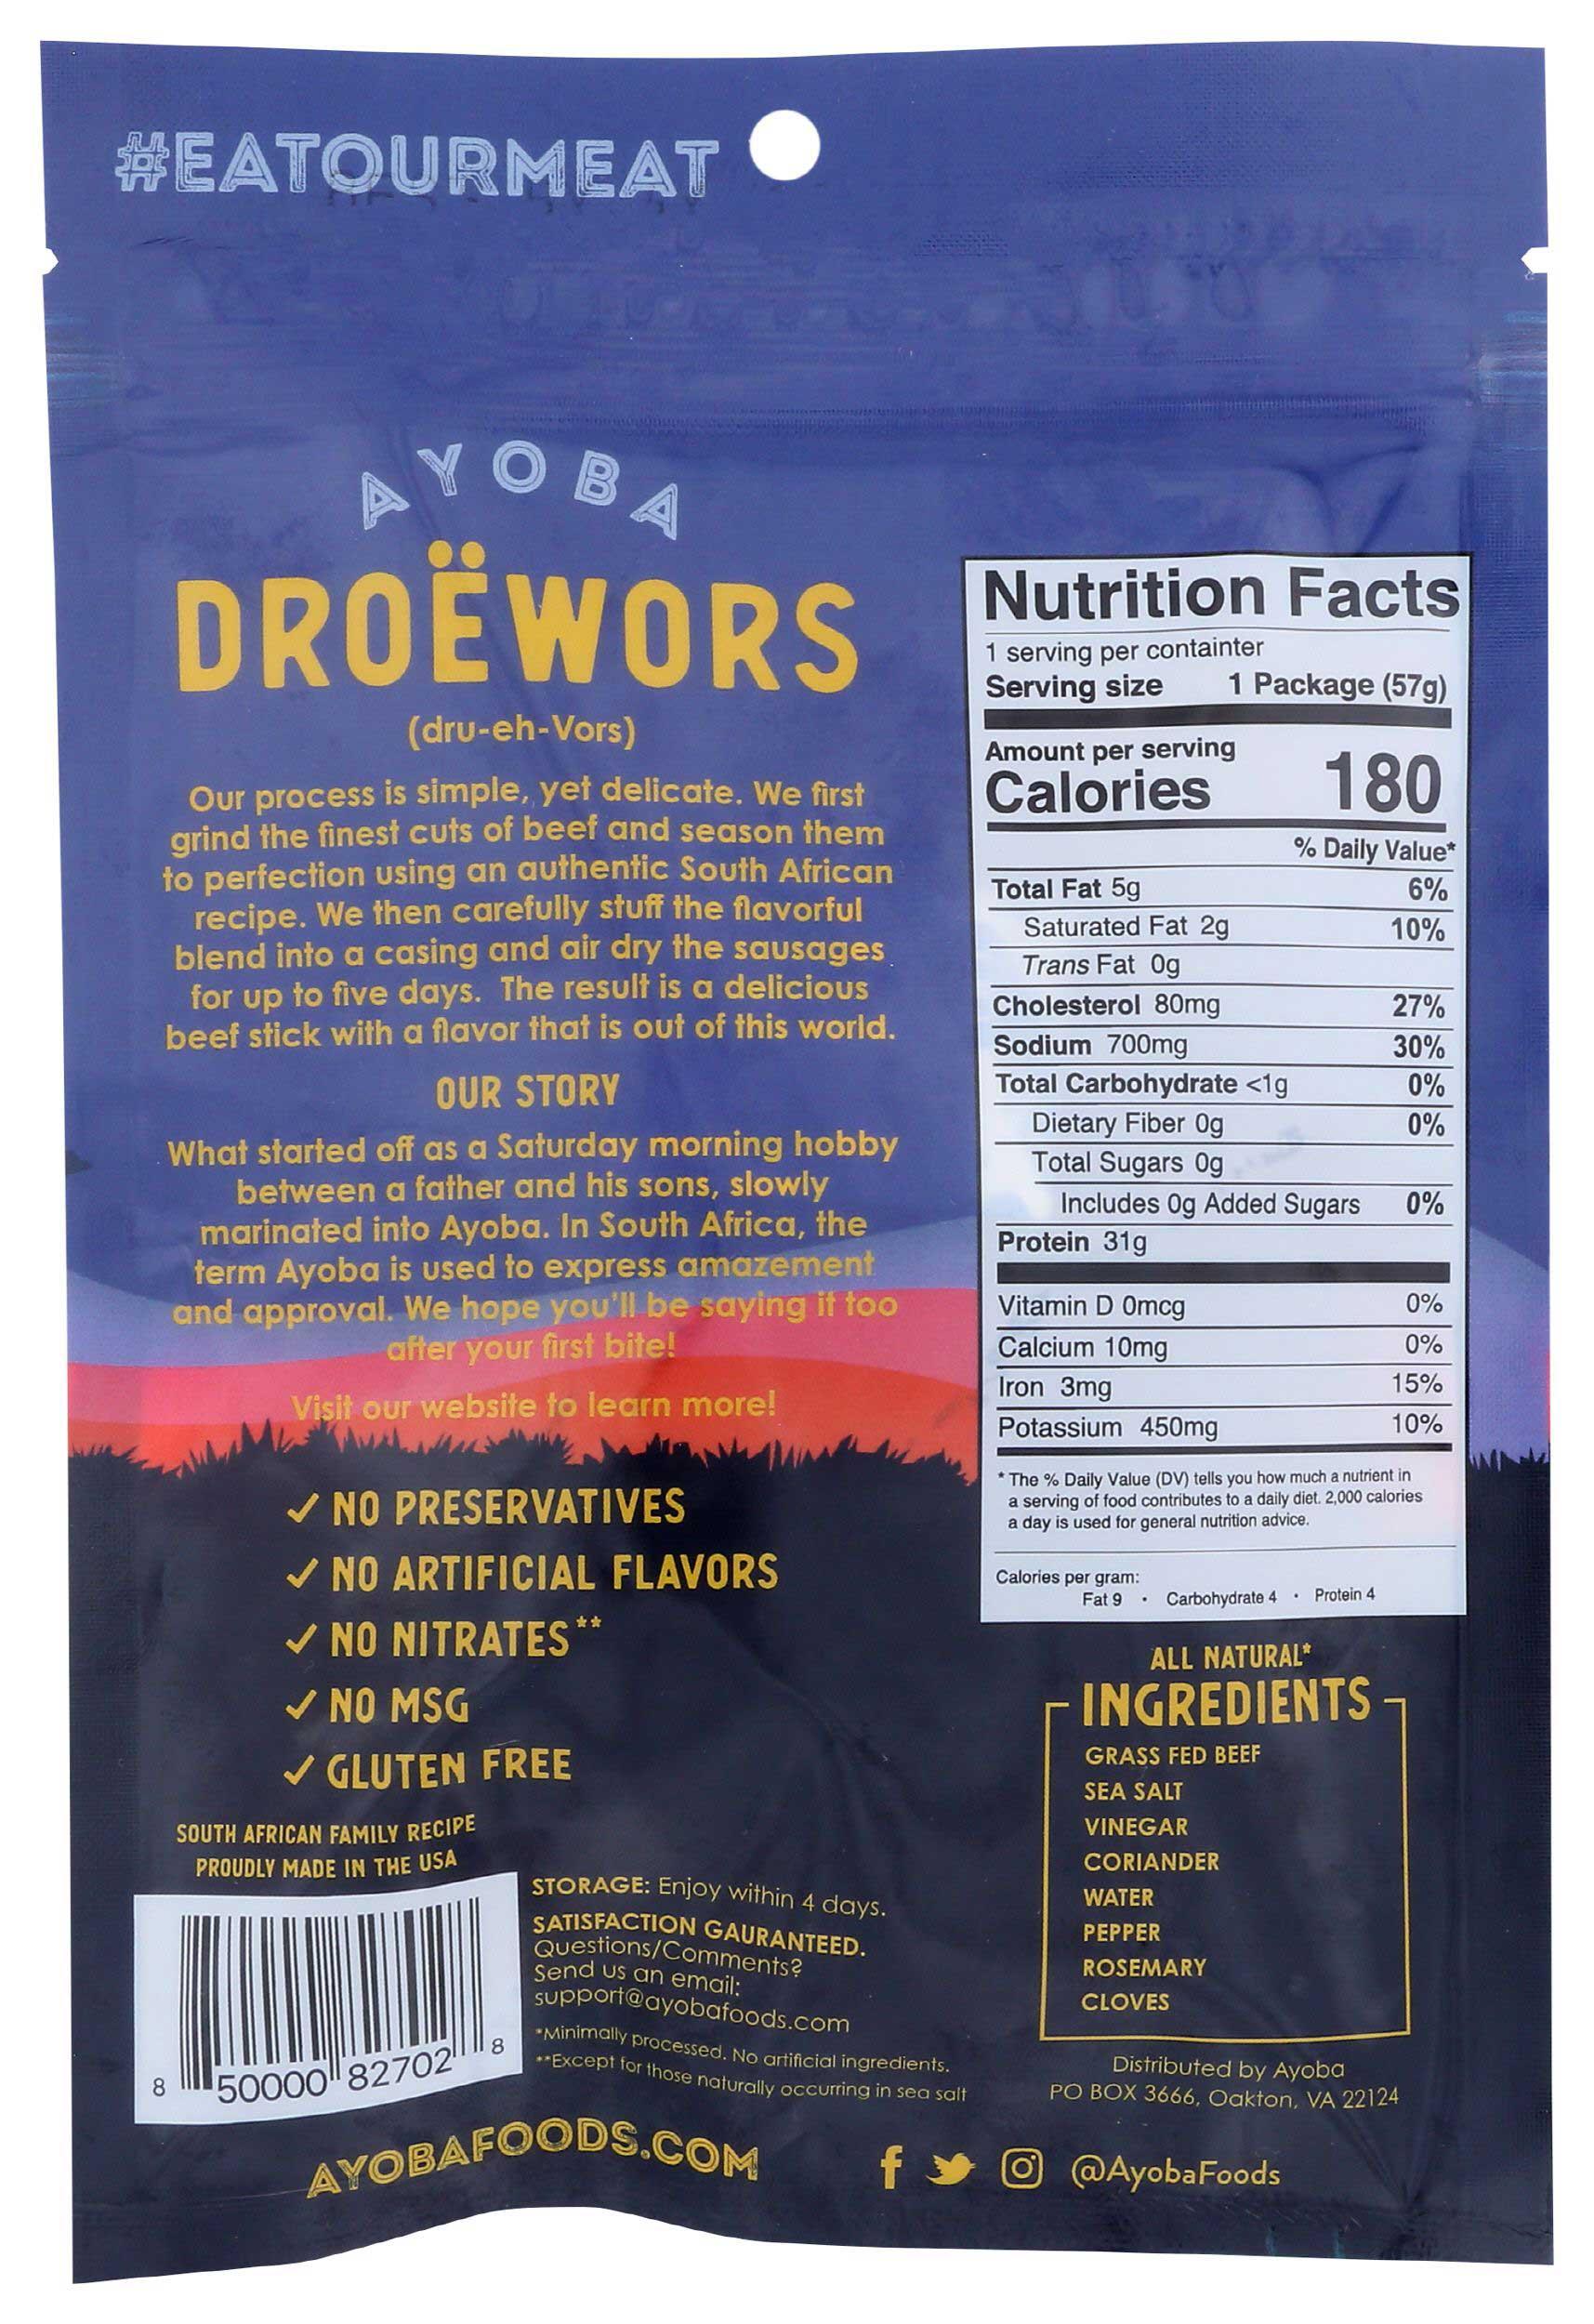 #EATOURMEAT
AYOBA
DROËWORS
(dru-eh-Vors)
Our process is simple, yet delicate. We first
grind the finest cuts of beef and season them
to perfection using an authentic South African
recipe. We then carefully stuff the flavorful
blend into a casing and air dry the sausages
for up to five days. The result is a delicious
beef stick with a flavor that is out of this world.
OUR STORY
What started off as a Saturday morning hobby
between a father and his sons, slowly
marinated into Ayoba. In South Africa, the
term Ayoba is used to express amazement
and approval. We hope you'll be saying it too
after your first bite!
Visit our website to learn more!
✓ NO PRESERVATIVES
✓ NO ARTIFICIAL FLAVORS
✓ NO NITRATES**
✓ NO MSG
✓ GLUTEN FREE
SOUTH AFRICAN FAMILY RECIPE
PROUDLY MADE IN THE USA
8 50000 82702 8
STORAGE: Enjoy within 4 days.
SATISFACTION GAURANTEED.
Questions/Comments?
Send us an email:
support@ayobafoods.com
*Minimally processed. No artificial ingredients.
**Except for those naturally occurring in sea salt
AYOBAFOODS.COM
Nutrition Facts
1 serving per containter
Serving size 1 Package (57g)
Amount per serving
Calories 180
% Daily Value*
Total Fat 5g 6%
Saturated Fat 2g 10%
Trans Fat 0g
Cholesterol 80mg 27%
Sodium 700mg 30%
Total Carbohydrate <1g 0%
Dietary Fiber 0g 0%
Total Sugars 0g
Includes 0g Added Sugars 0%
Protein 31g
Vitamin D 0mcg 0%
Calcium 10mg 0%
Iron 3mg 15%
Potassium 450mg 10%
* The % Daily Value (DV) tells you how much a nutrient in
a serving of food contributes to a daily diet. 2,000 calories
a day is used for general nutrition advice.
Calories per gram:
Fat 9 • Carbohydrate 4 • Protein 4
ALL NATURAL*
INGREDIENTS
GRASS FED BEEF
SEA SALT
VINEGAR
CORIANDER
WATER
PEPPER
ROSEMARY
CLOVES
Distributed by Ayoba
PO BOX 3666, Oakton, VA 22124
@AyobaFoods